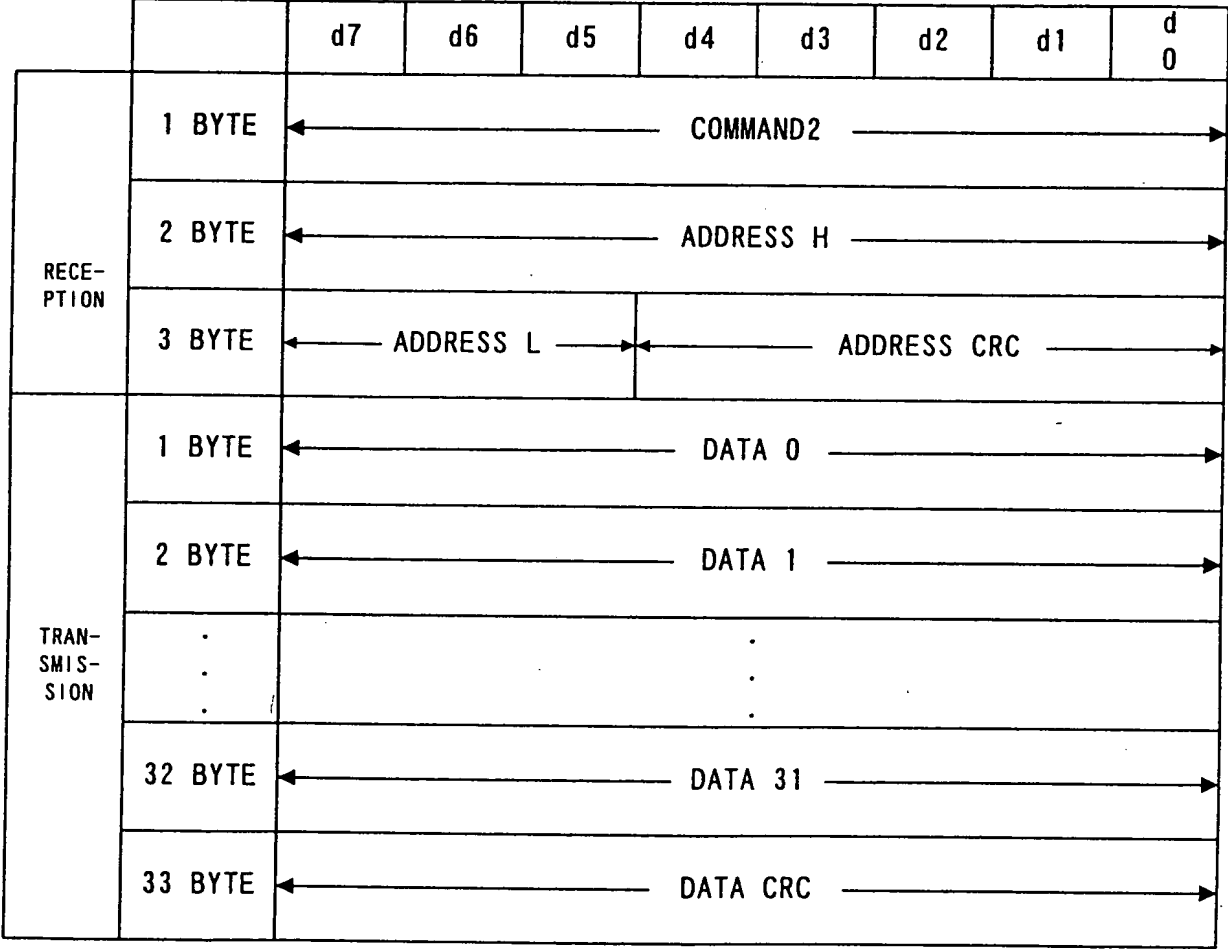 d7 d6 d5 d4 d3 d2 d1 d
0
1 BYTE COMMAND2
2 BYTE ADDRESS H
RECE-
PTION
3 BYTE ADDRESS L ADDRESS CRC
1 BYTE DATA 0
2 BYTE DATA 1
TRAN-
SMIS-
SION
32 BYTE DATA 31
33 BYTE DATA CRC